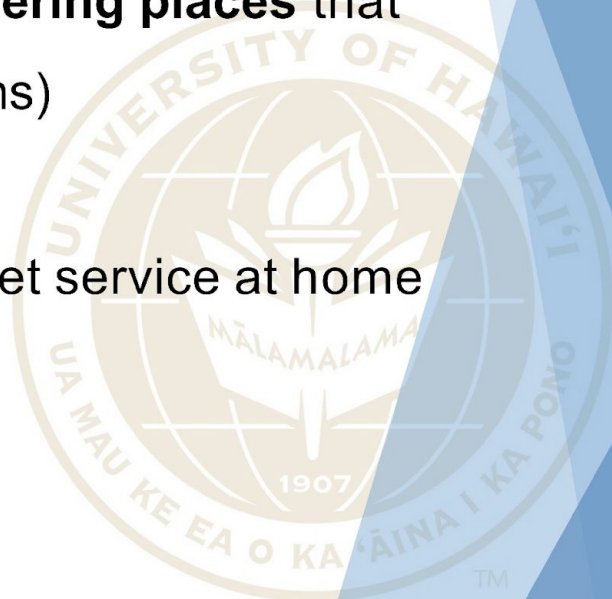 ering places that
ns)
et service at home
UNIVERSITY OF HAWAIʻI
MĀLAMALAMA
1907
UA MAU KE EA O KA ʻĀINA I KA PONO
TM